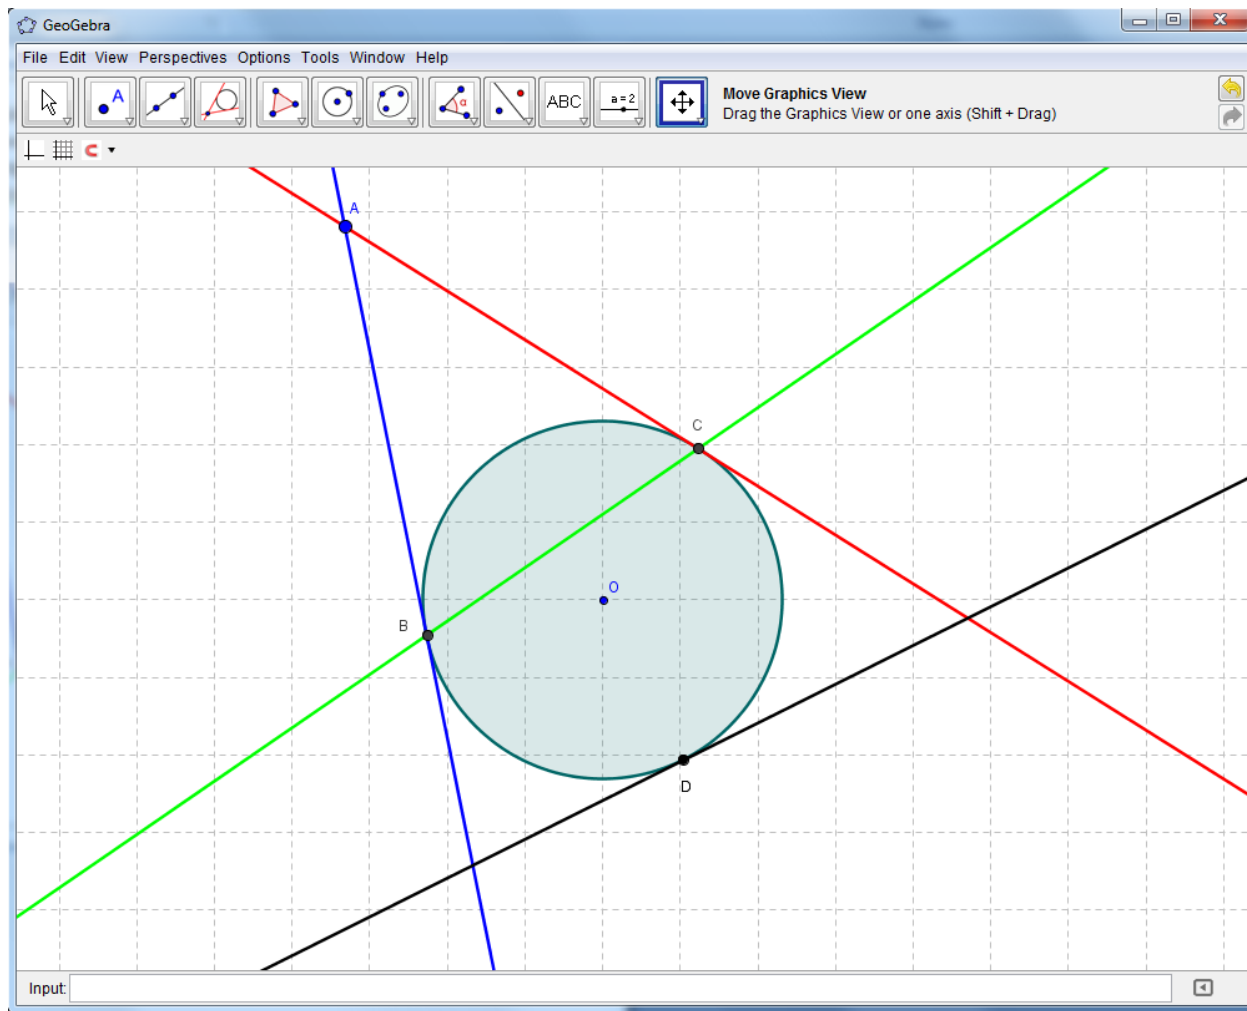 GeoGebra
File Edit View Perspectives Options Tools Window Help
A
α
ABC
a=2
Move Graphics View
Drag the Graphics View or one axis (Shift + Drag)
A
C
O
B
D
Input: